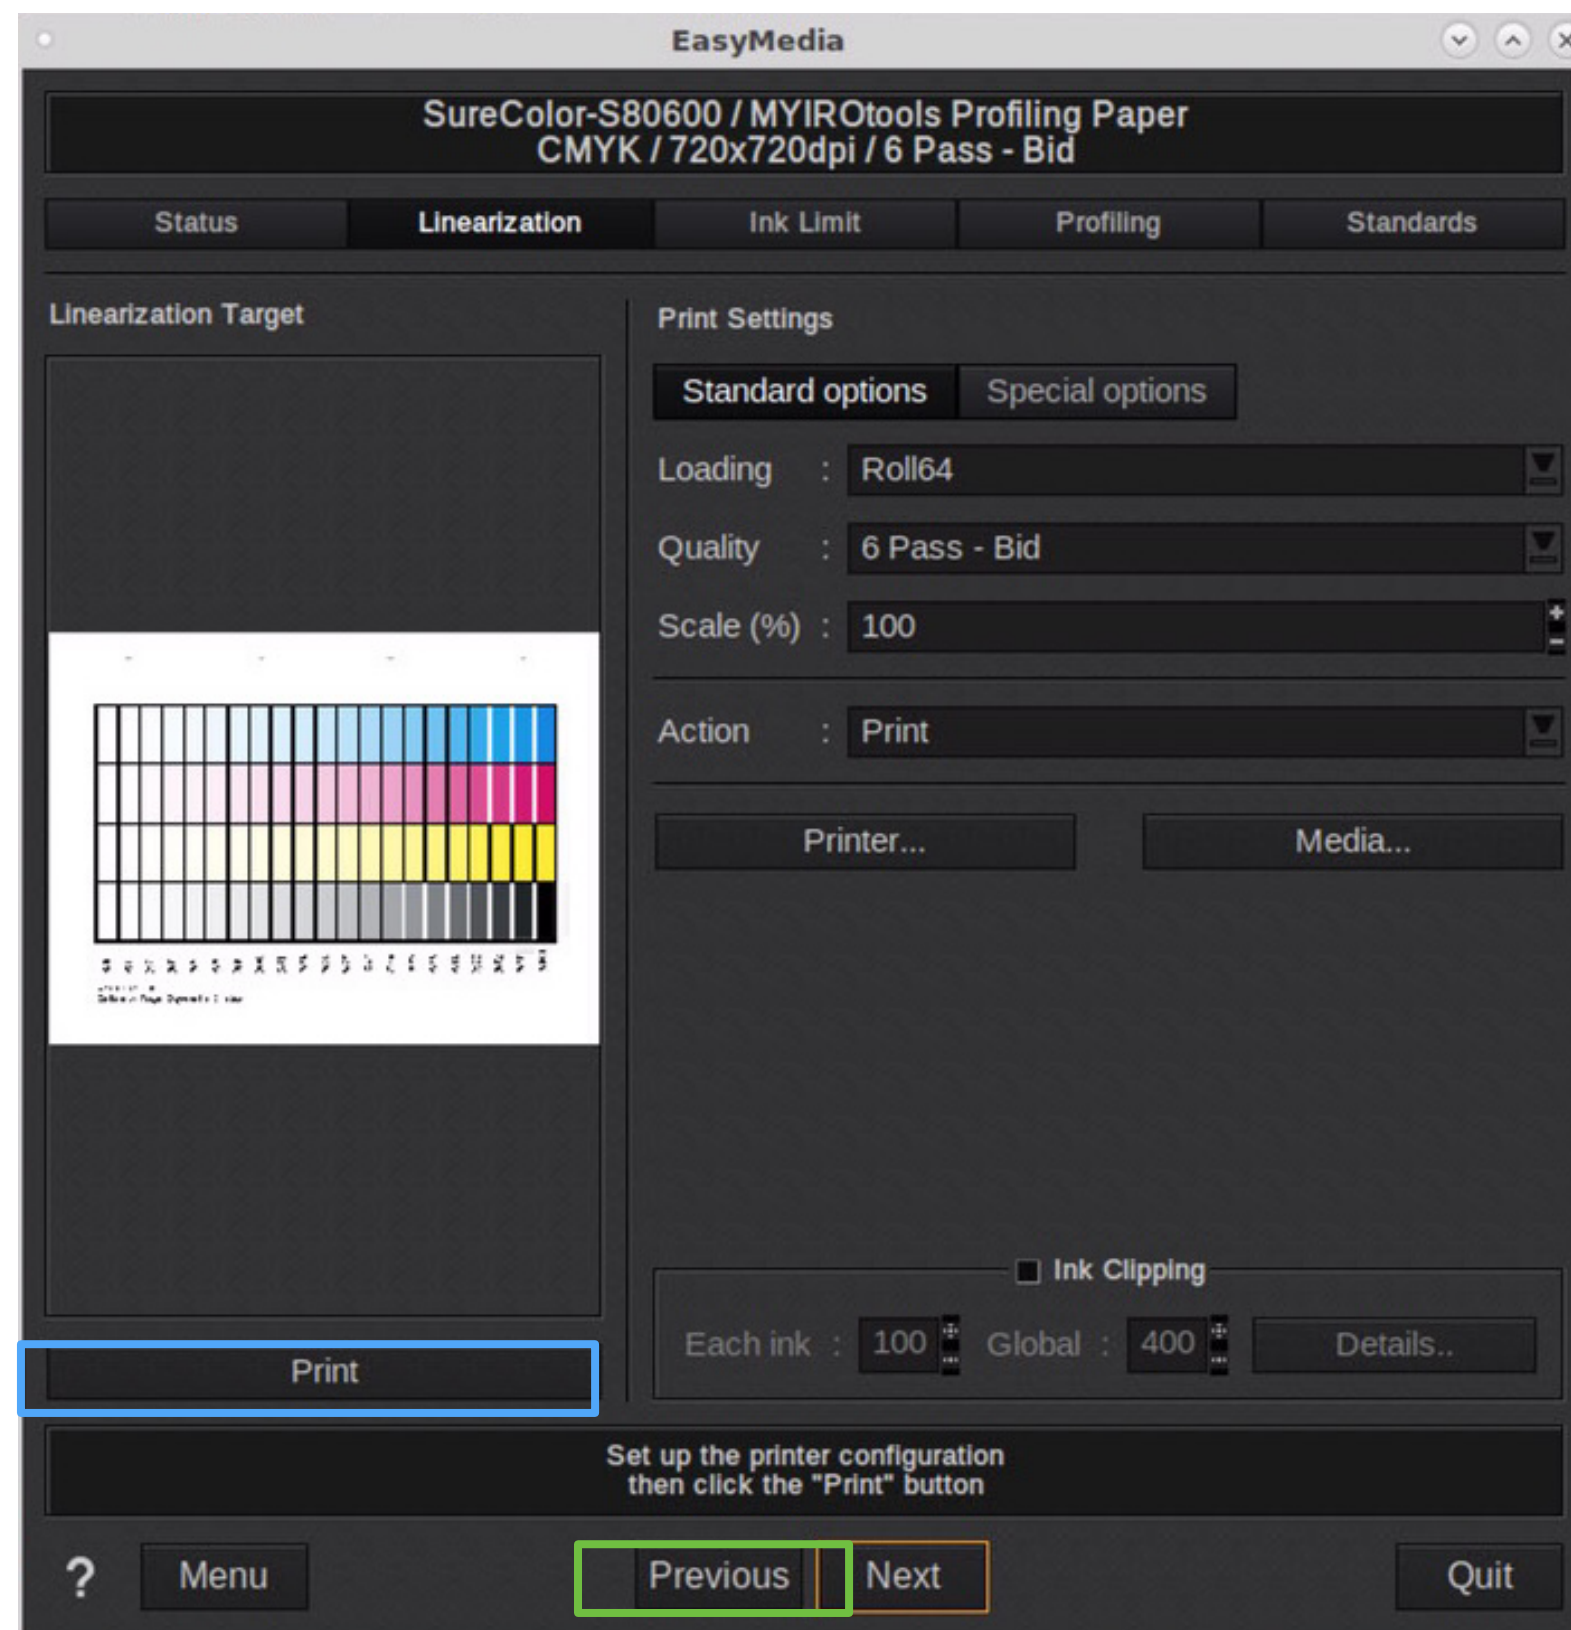 EasyMedia
SureColor-S80600 / MYIROtools Profiling Paper
CMYK / 720x720dpi / 6 Pass - Bid
Status
Linearization
Ink Limit
Profiling
Standards
Linearization Target
Print Settings
Standard options
Special options
Loading : Roll64
Quality : 6 Pass - Bid
Scale (%) : 100
Action : Print
Printer...
Media...
Ink Clipping
Each ink : 100 Global : 400 Details..
Print
Set up the printer configuration
then click the "Print" button
? Menu Previous Next Quit